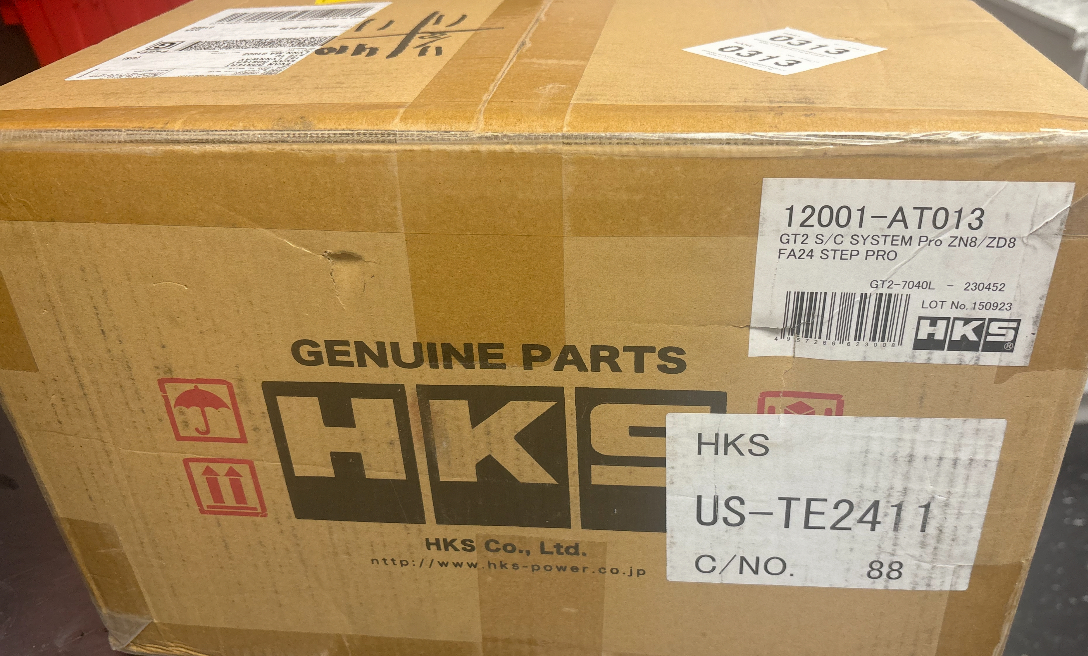 0313
0313
12001-AT013
GT2 S/C SYSTEM Pro ZN8/ZD8
FA24 STEP PRO
GT2-7040L - 230452
LOT No. 150923
HKS®
GENUINE PARTS
HKS
HKS
US-TE2411
C/NO. 88
HKS Co., Ltd.
http://www.hks-power.co.jp